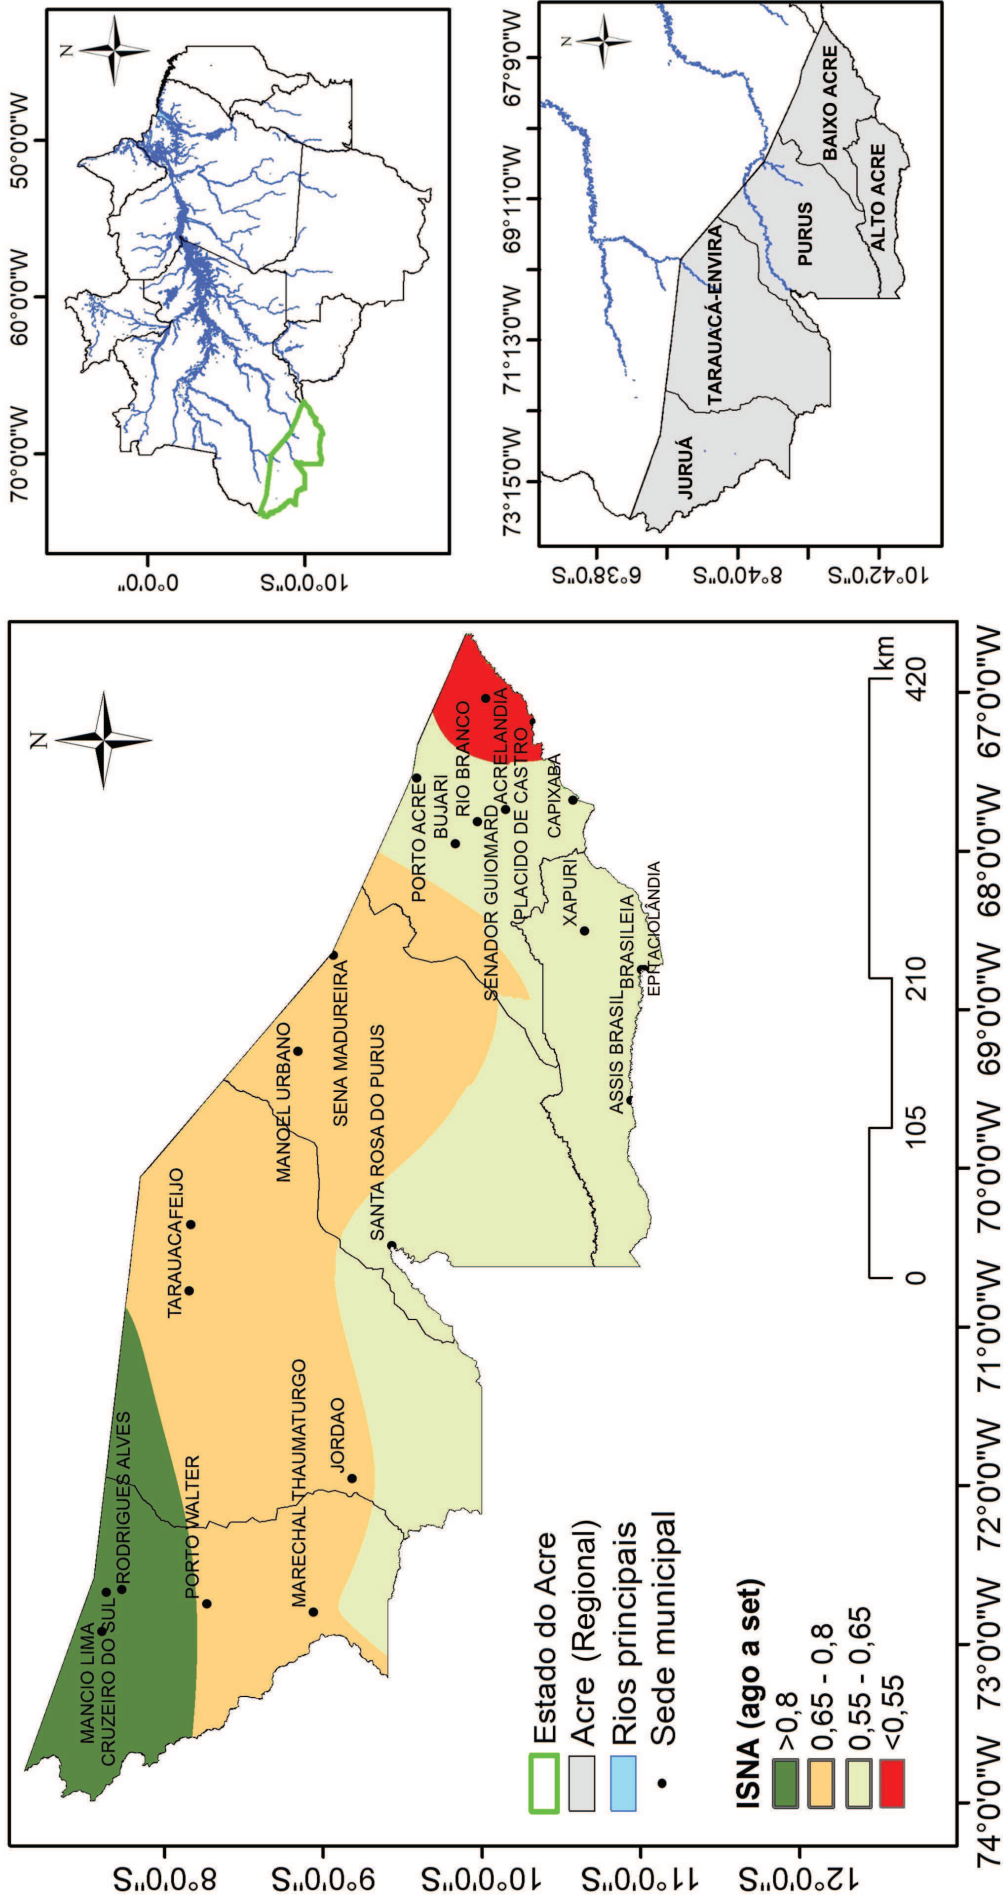 N
MANCIO LIMA
CRUZEIRO DO SUL
RODRIGUES ALVES
PORTO WALTER
MARECHAL THAUMATURGO
JORDAO
TARAUACA
FEIJO
MANOEL URBANO
SENA MADUREIRA
SANTA ROSA DO PURUS
PORTO ACRE
BUJARI
RIO BRANCO
SENADOR GUIOMARD
ACRELANDIA
PLACIDO DE CASTRO
CAPIXABA
XAPURI
BRASILEIA
EPITACIOLÂNDIA
ASSIS BRASIL
Estado do Acre
Acre (Regional)
Rios principais
Sede municipal
ISNA (ago a set)
>0,8
0,65 - 0,8
0,55 - 0,65
<0,55
0 105 210 420
km
8°0'0"S
9°0'0"S
10°0'0"S
11°0'0"S
12°0'0"S
74°0'0"W 73°0'0"W 72°0'0"W 71°0'0"W 70°0'0"W 69°0'0"W 68°0'0"W 67°0'0"W
70°0'0"W 60°0'0"W 50°0'0"W
N
0°0'0"
10°0'0"S
73°15'0"W 71°13'0"W 69°11'0"W 67°9'0"W
N
6°38'0"S
8°40'0"S
10°42'0"S
JURUÁ
TARAUACÁ-ENVIRA
PURUS
BAIXO ACRE
ALTO ACRE